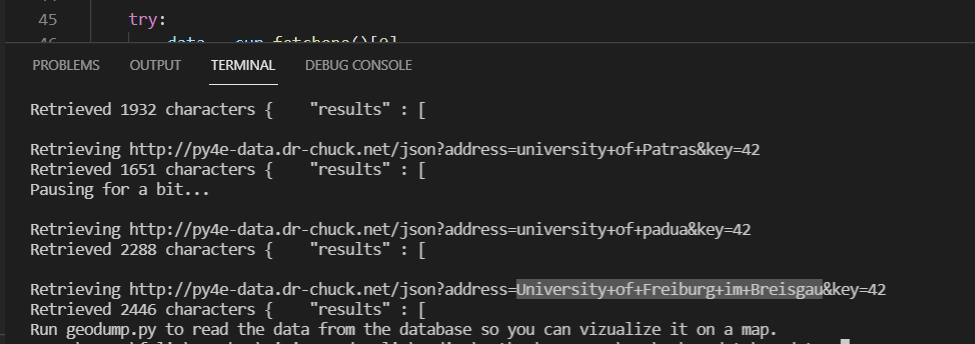 45 try:
data cur.fetchone()[0]
PROBLEMS OUTPUT TERMINAL DEBUG CONSOLE
Retrieved 1932 characters { "results" : [
Retrieving http://py4e-data.dr-chuck.net/json?address=university+of+Patras&key=42
Retrieved 1651 characters { "results" : [
Pausing for a bit...
Retrieving http://py4e-data.dr-chuck.net/json?address=university+of+padua&key=42
Retrieved 2288 characters { "results" : [
Retrieving http://py4e-data.dr-chuck.net/json?address=University+of+Freiburg+im+Breisgau&key=42
Retrieved 2446 characters { "results" : [
Run geodump.py to read the data from the database so you can vizualize it on a map.